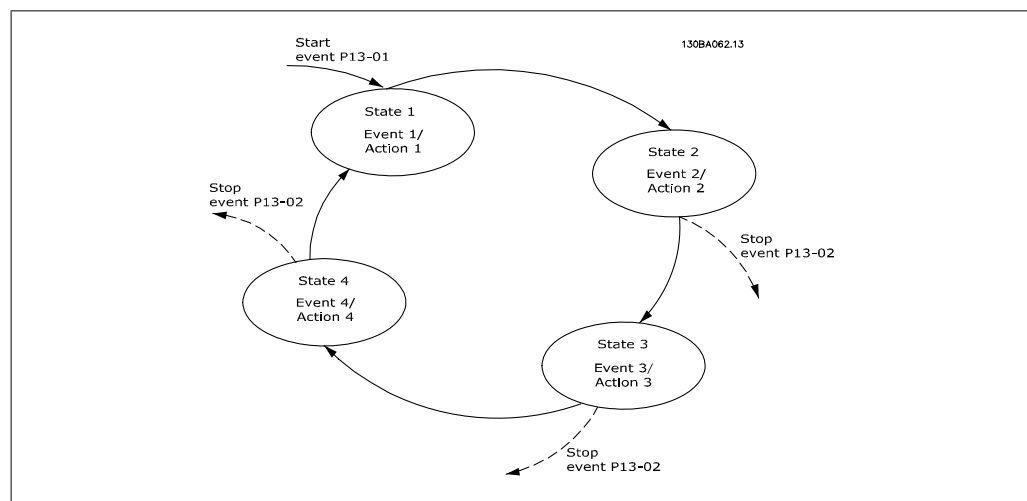 Start
event P13-01
130BA062.13
State 1
Event 1/
Action 1
State 2
Event 2/
Action 2
Stop
event P13-02
Stop
event P13-02
State 4
Event 4/
Action 4
State 3
Event 3/
Action 3
Stop
event P13-02